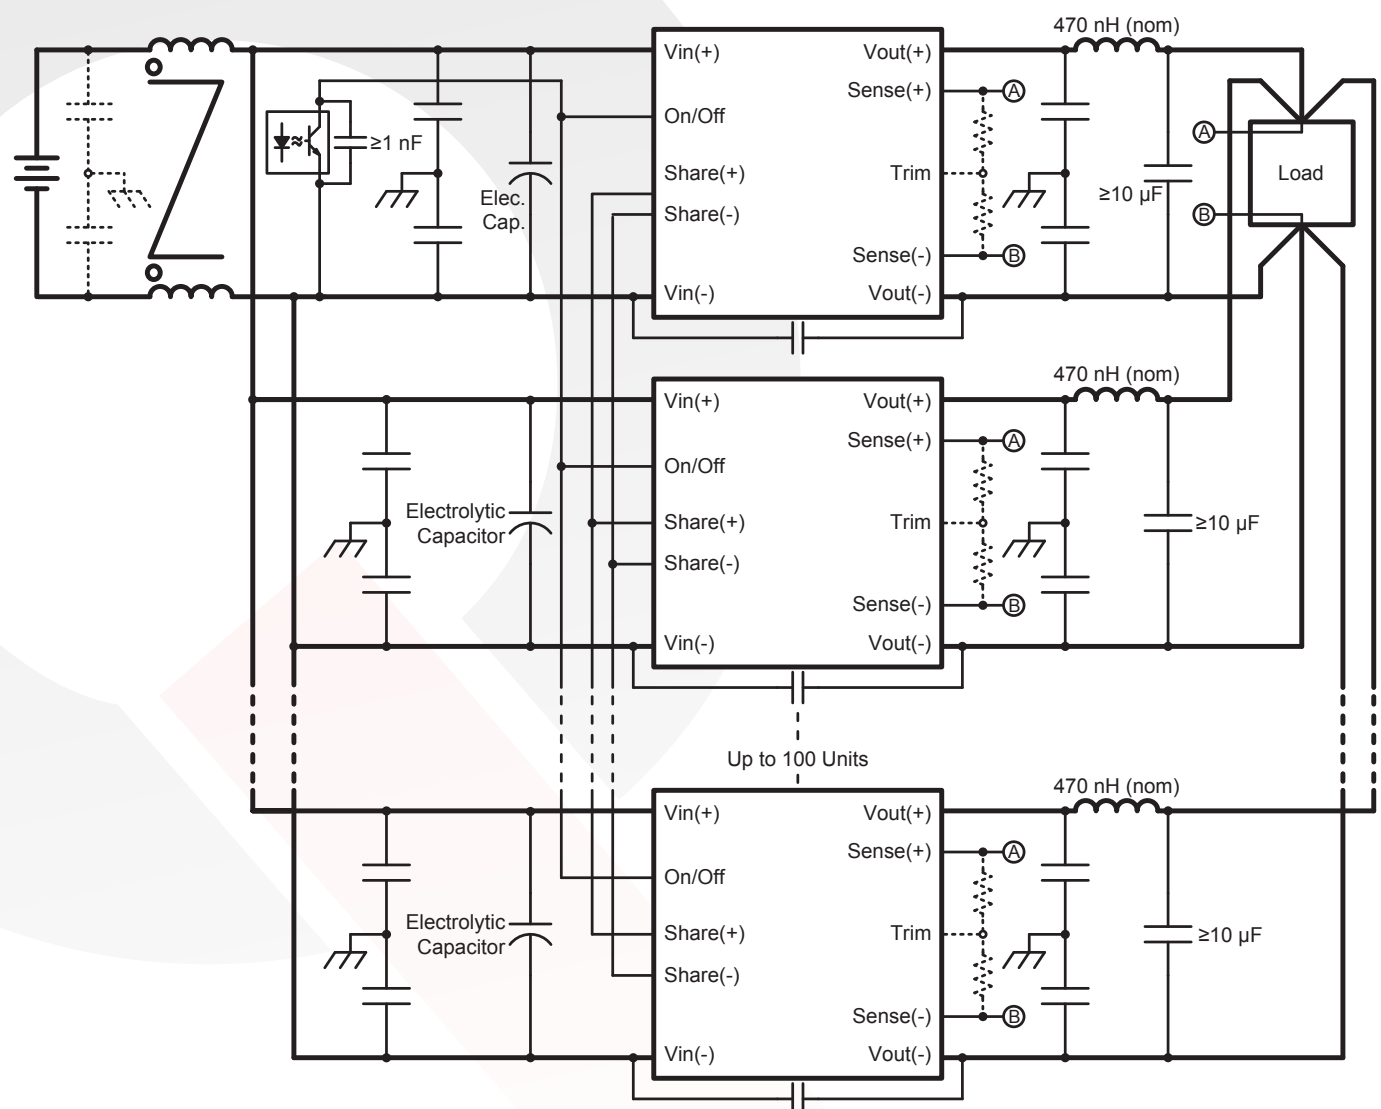 470 nH (nom)
Vin(+)
Vout(+)
Sense(+)
A
On/Off
≥1 nF
A
Share(+)
Trim
Load
Elec.
Cap.
≥10 µF
Share(-)
B
Sense(-)
B
Vin(-)
Vout(-)
470 nH (nom)
Vin(+)
Vout(+)
Sense(+)
A
On/Off
Electrolytic
Capacitor
Share(+)
Trim
≥10 µF
Share(-)
Sense(-)
B
Vin(-)
Vout(-)
Up to 100 Units
470 nH (nom)
Vin(+)
Vout(+)
Sense(+)
A
On/Off
Electrolytic
Capacitor
Share(+)
Trim
≥10 µF
Share(-)
Sense(-)
B
Vin(-)
Vout(-)